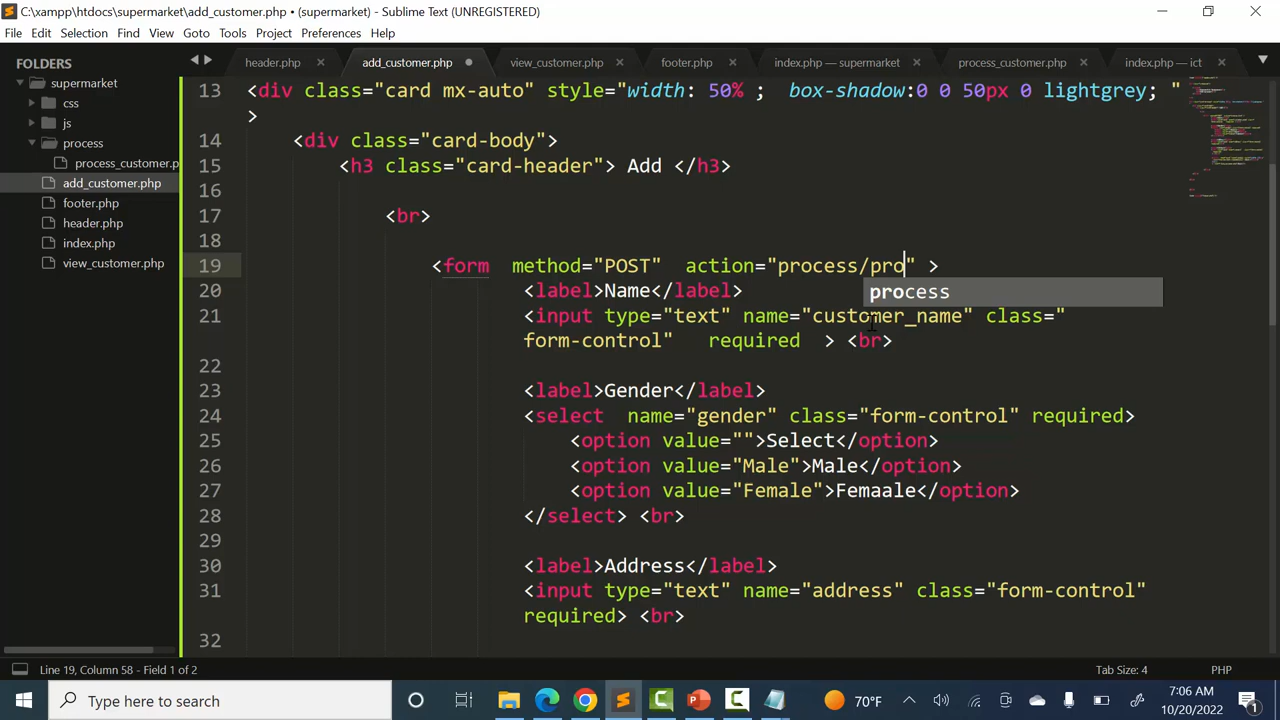 C:\xampp\htdocs\supermarket\add_customer.php • (supermarket) - Sublime Text (UNREGISTERED)
File Edit Selection Find View Goto Tools Project Preferences Help
FOLDERS
supermarket
css
js
process
process_customer.p
add_customer.php
footer.php
header.php
index.php
view_customer.php
header.php
add_customer.php
view_customer.php
footer.php
index.php — supermarket
process_customer.php
index.php — ict
13 <div class="card mx-auto" style="width: 50% ;  box-shadow:0 0 50px 0 lightgrey; "
>
14 <div class="card-body">
15 <h3 class="card-header"> Add </h3>
16
17 <br>
18
19 <form  method="POST"  action="process/pro" >
process
20 <label>Name</label>
21 <input type="text" name="customer_name" class="
form-control"   required  > <br>
22
23 <label>Gender</label>
24 <select  name="gender" class="form-control" required>
25 <option value="">Select</option>
26 <option value="Male">Male</option>
27 <option value="Female">Femaale</option>
28 </select> <br>
29
30 <label>Address</label>
31 <input type="text" name="address" class="form-control"
required> <br>
32
Line 19, Column 58 - Field 1 of 2
Tab Size: 4
PHP
Type here to search
70°F
7:06 AM
10/20/2022
1